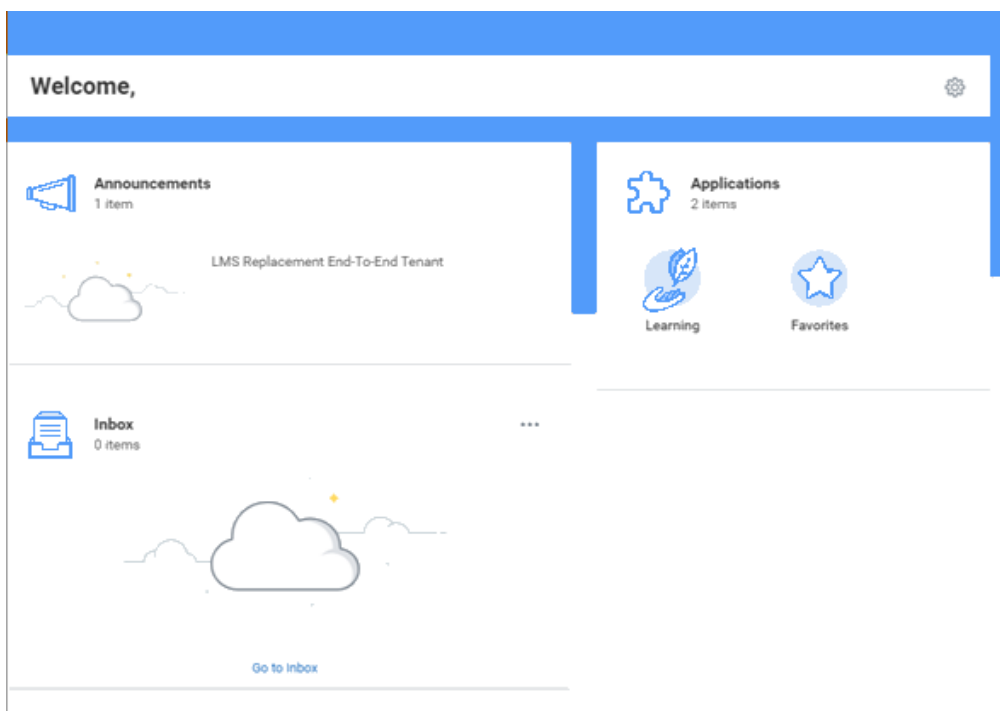 Welcome,
Announcements
1 item
LMS Replacement End-To-End Tenant
Applications
2 items
Learning
Favorites
Inbox
0 items
Go to Inbox